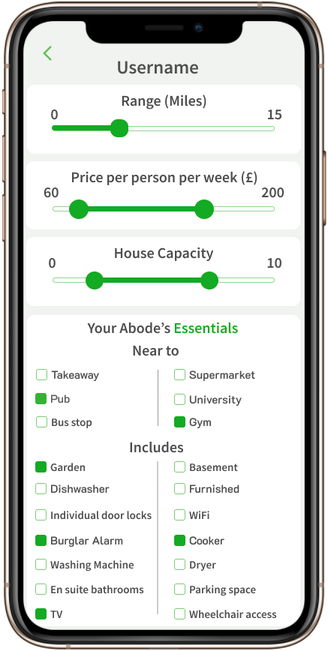 Username
Range (Miles)
0 15
Price per person per week (£)
60 200
House Capacity
0 10
Your Abode's Essentials
Near to
Takeaway Supermarket
Pub University
Bus stop Gym
Includes
Garden Basement
Dishwasher Furnished
Individual door locks WiFi
Burglar Alarm Cooker
Washing Machine Dryer
En suite bathrooms Parking space
TV Wheelchair access